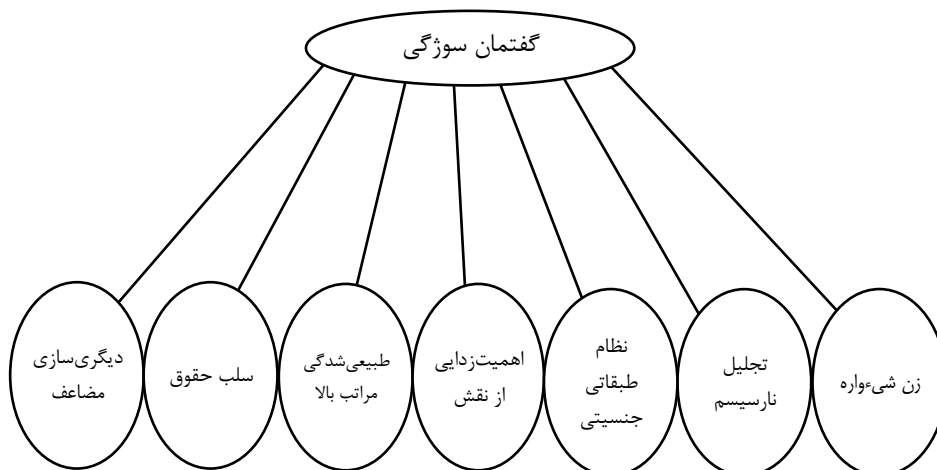 گفتمان سوژگی
زن شیءواره
تجلیل
نارسیسم
نظام
طبقاتی
جنسیتی
اهمیت‌زدایی
از نقش
طبیعی‌شدگی
مراتب بالا
سلب حقوق
دیگری‌سازی
مضاعف